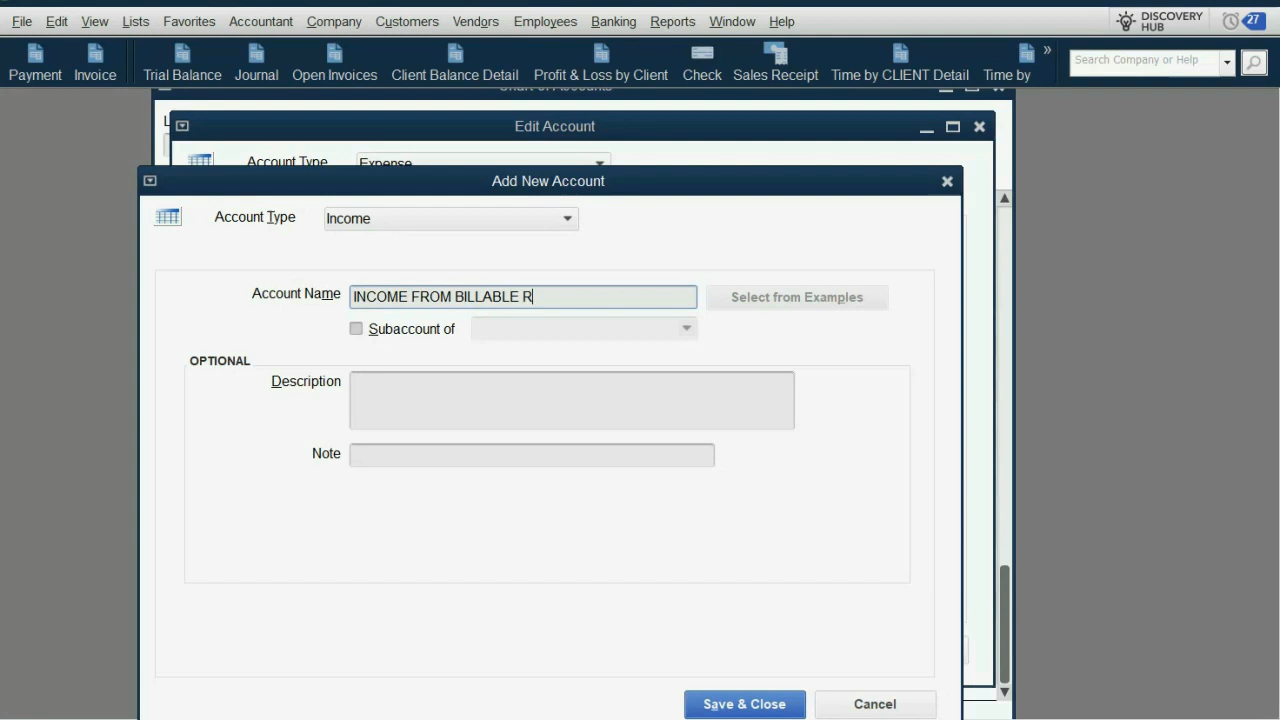 File Edit View Lists Favorites Accountant Company Customers Vendors Employees Banking Reports Window Help
DISCOVERY
HUB
27
Payment Invoice Trial Balance Journal Open Invoices Client Balance Detail Profit & Loss by Client Check Sales Receipt Time by CLIENT Detail Time by »
Search Company or Help
Chart of Accounts
L
Edit Account
Account Type Expense
Add New Account
Account Type Income
Account Name INCOME FROM BILLABLE R Select from Examples
Subaccount of
OPTIONAL
Description
Note
Save & Close Cancel